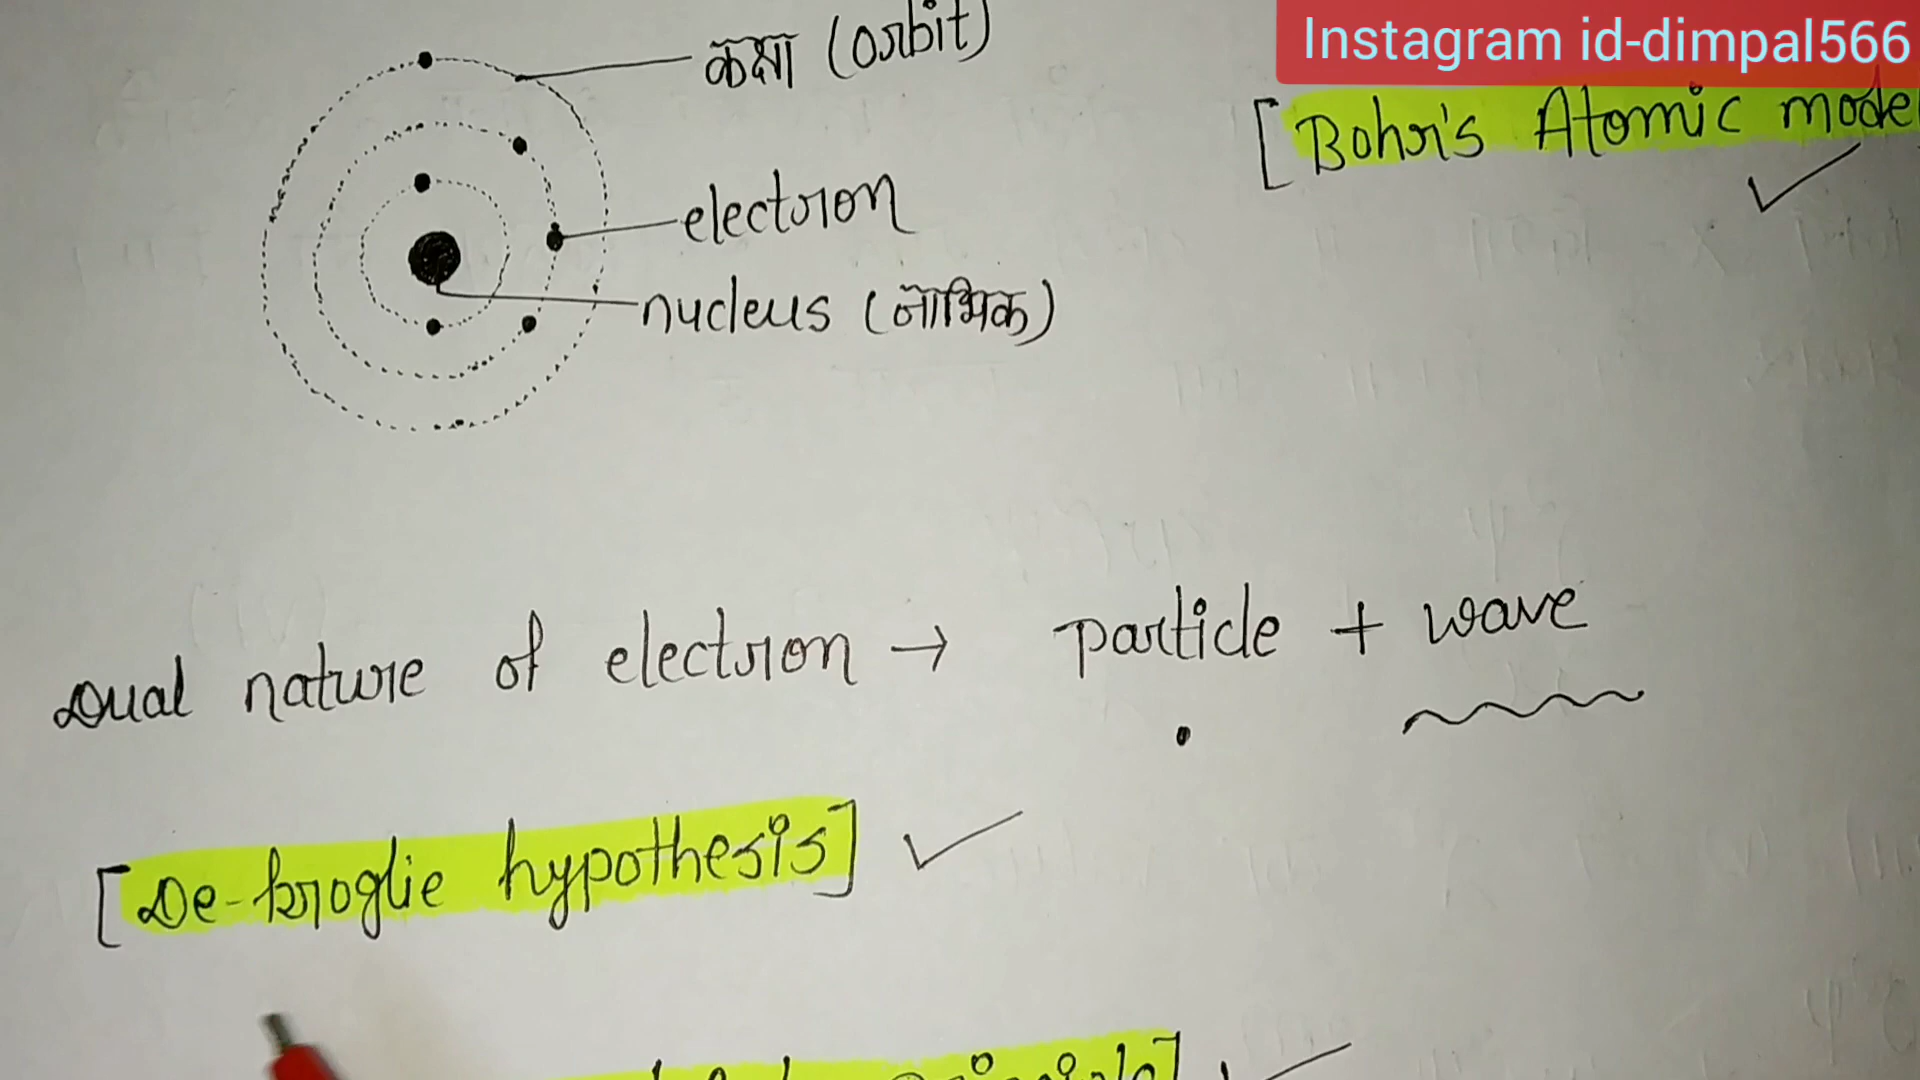 Instagram id-dimpal566
कक्षा (orbit)
[Bohr's Atomic model
electron
nucleus (नाभिक)
Dual nature of electron → particle + wave
[De-broglie hypothesis]